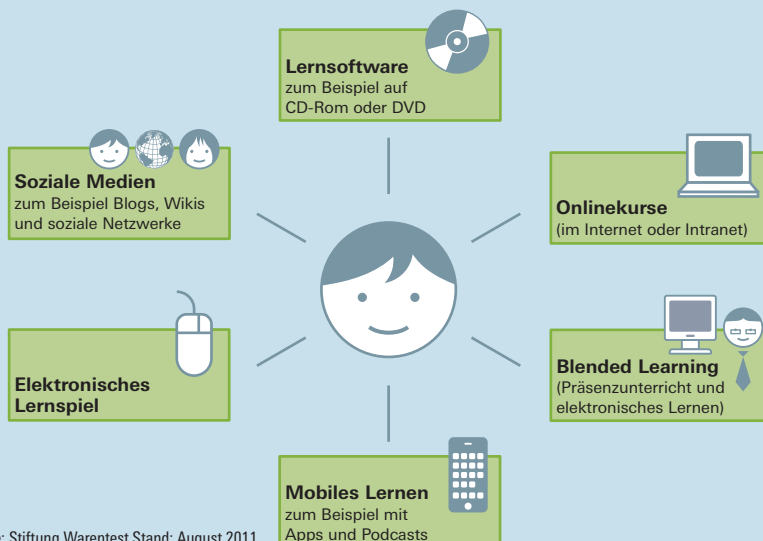 Lernsoftware
zum Beispiel auf
CD-Rom oder DVD
Soziale Medien
zum Beispiel Blogs, Wikis
und soziale Netzwerke
Onlinekurse
(im Internet oder Intranet)
Elektronisches
Lernspiel
Blended Learning
(Präsenzunterricht und
elektronisches Lernen)
Mobiles Lernen
zum Beispiel mit
Apps und Podcasts
: Stiftung Warentest Stand: August 2011